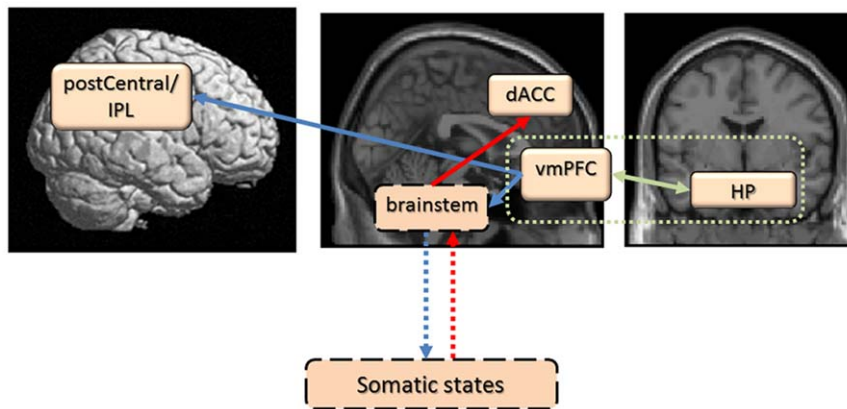 postCentral/
IPL
dACC
vmPFC
HP
brainstem
Somatic states